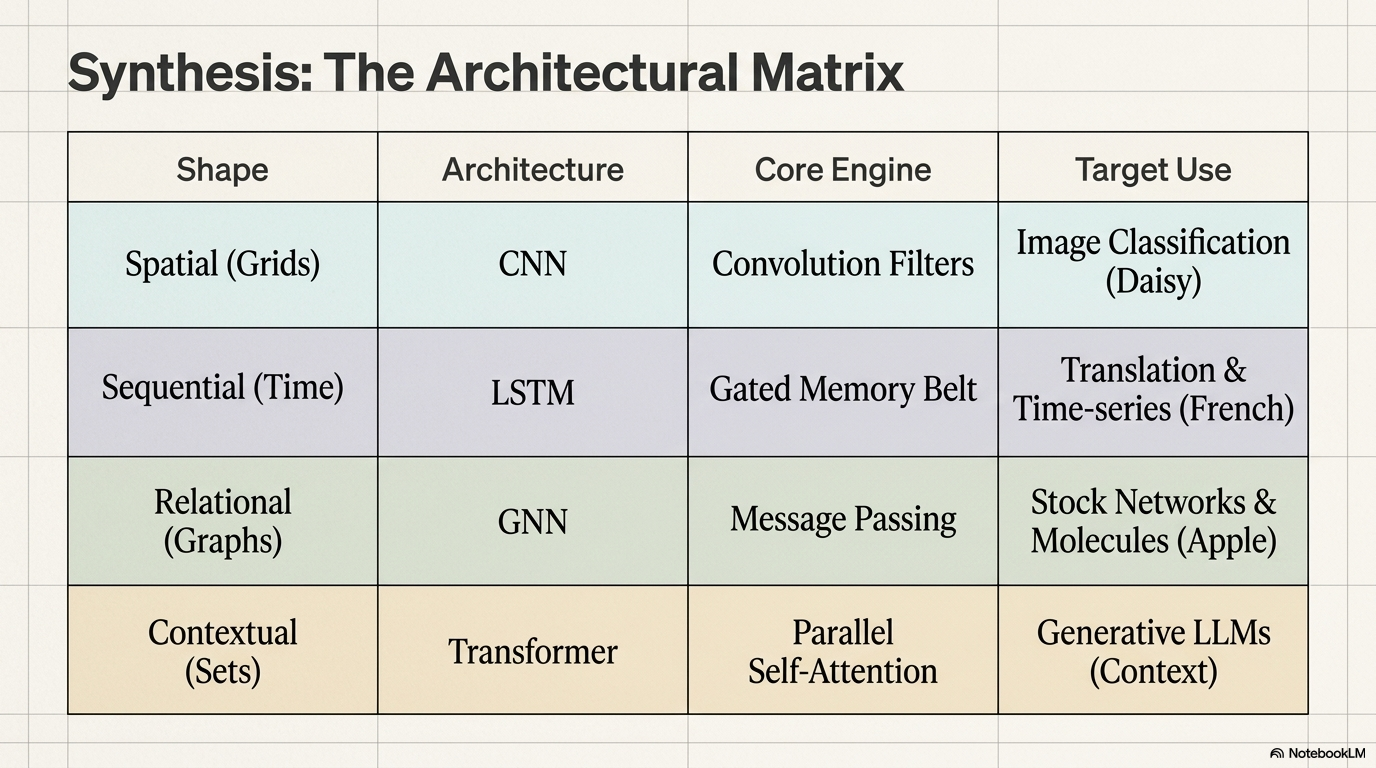 Synthesis: The Architectural Matrix
Shape
Architecture
Core Engine
Target Use
Spatial (Grids)
CNN
Convolution Filters
Image Classification
(Daisy)
Sequential (Time)
LSTM
Gated Memory Belt
Translation &
Time-series (French)
Relational
(Graphs)
GNN
Message Passing
Stock Networks &
Molecules (Apple)
Contextual
(Sets)
Transformer
Parallel
Self-Attention
Generative LLMs
(Context)
NotebookLM